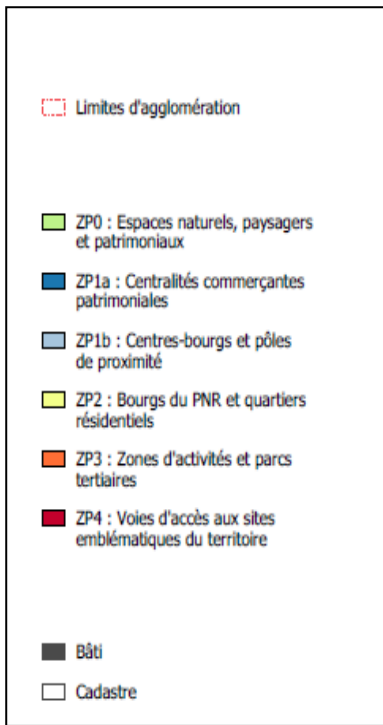 Limites d'agglomération
ZP0 : Espaces naturels, paysagers
et patrimoniaux
ZP1a : Centralités commerçantes
patrimoniales
ZP1b : Centres-bourgs et pôles
de proximité
ZP2 : Bourgs du PNR et quartiers
résidentiels
ZP3 : Zones d'activités et parcs
tertiaires
ZP4 : Voies d'accès aux sites
emblématiques du territoire
Bâti
Cadastre